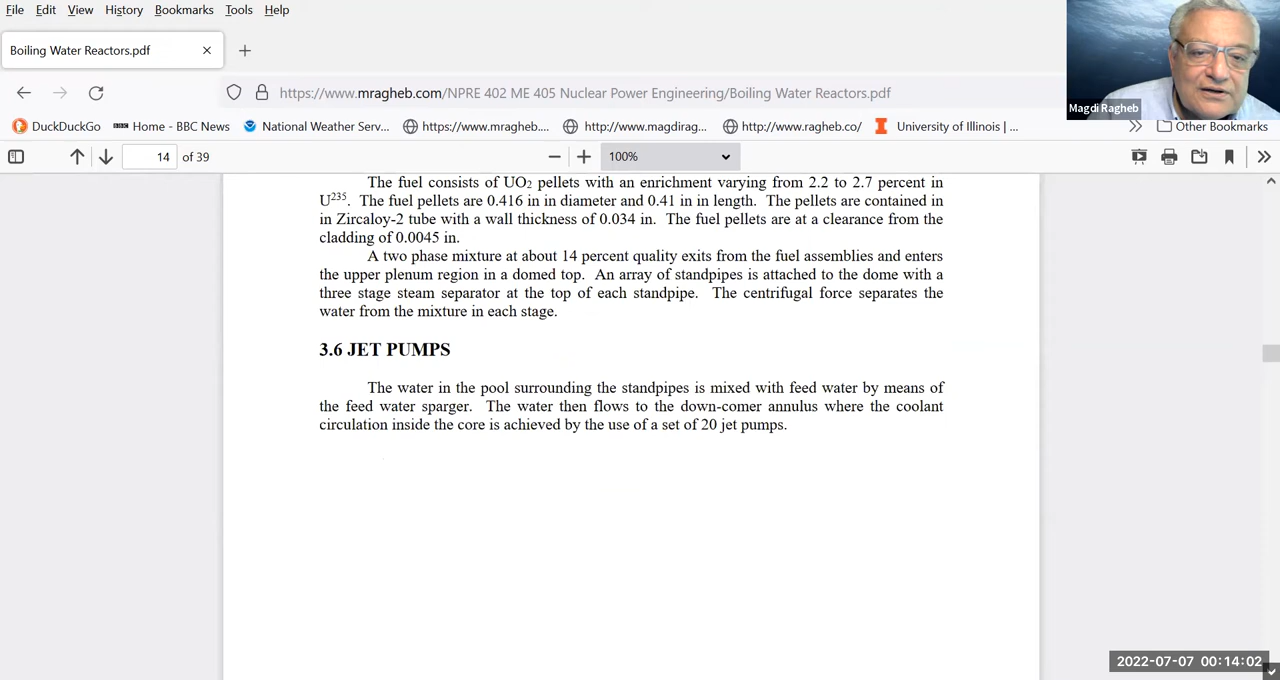 File Edit View History Bookmarks Tools Help
Boiling Water Reactors.pdf
https://www.mragheb.com/NPRE 402 ME 405 Nuclear Power Engineering/Boiling Water Reactors.pdf
Magdi Ragheb
DuckDuckGo BBC Home - BBC News National Weather Serv... https://www.mragheb.... http://www.magdirag... http://www.ragheb.co/ University of Illinois | ... Other Bookmarks
14 of 39 100%
The fuel consists of UO2 pellets with an enrichment varying from 2.2 to 2.7 percent in
U235. The fuel pellets are 0.416 in in diameter and 0.41 in in length. The pellets are contained in
in Zircaloy-2 tube with a wall thickness of 0.034 in. The fuel pellets are at a clearance from the
cladding of 0.0045 in.
A two phase mixture at about 14 percent quality exits from the fuel assemblies and enters
the upper plenum region in a domed top. An array of standpipes is attached to the dome with a
three stage steam separator at the top of each standpipe. The centrifugal force separates the
water from the mixture in each stage.
3.6 JET PUMPS
The water in the pool surrounding the standpipes is mixed with feed water by means of
the feed water sparger. The water then flows to the down-comer annulus where the coolant
circulation inside the core is achieved by the use of a set of 20 jet pumps.
2022-07-07 00:14:02